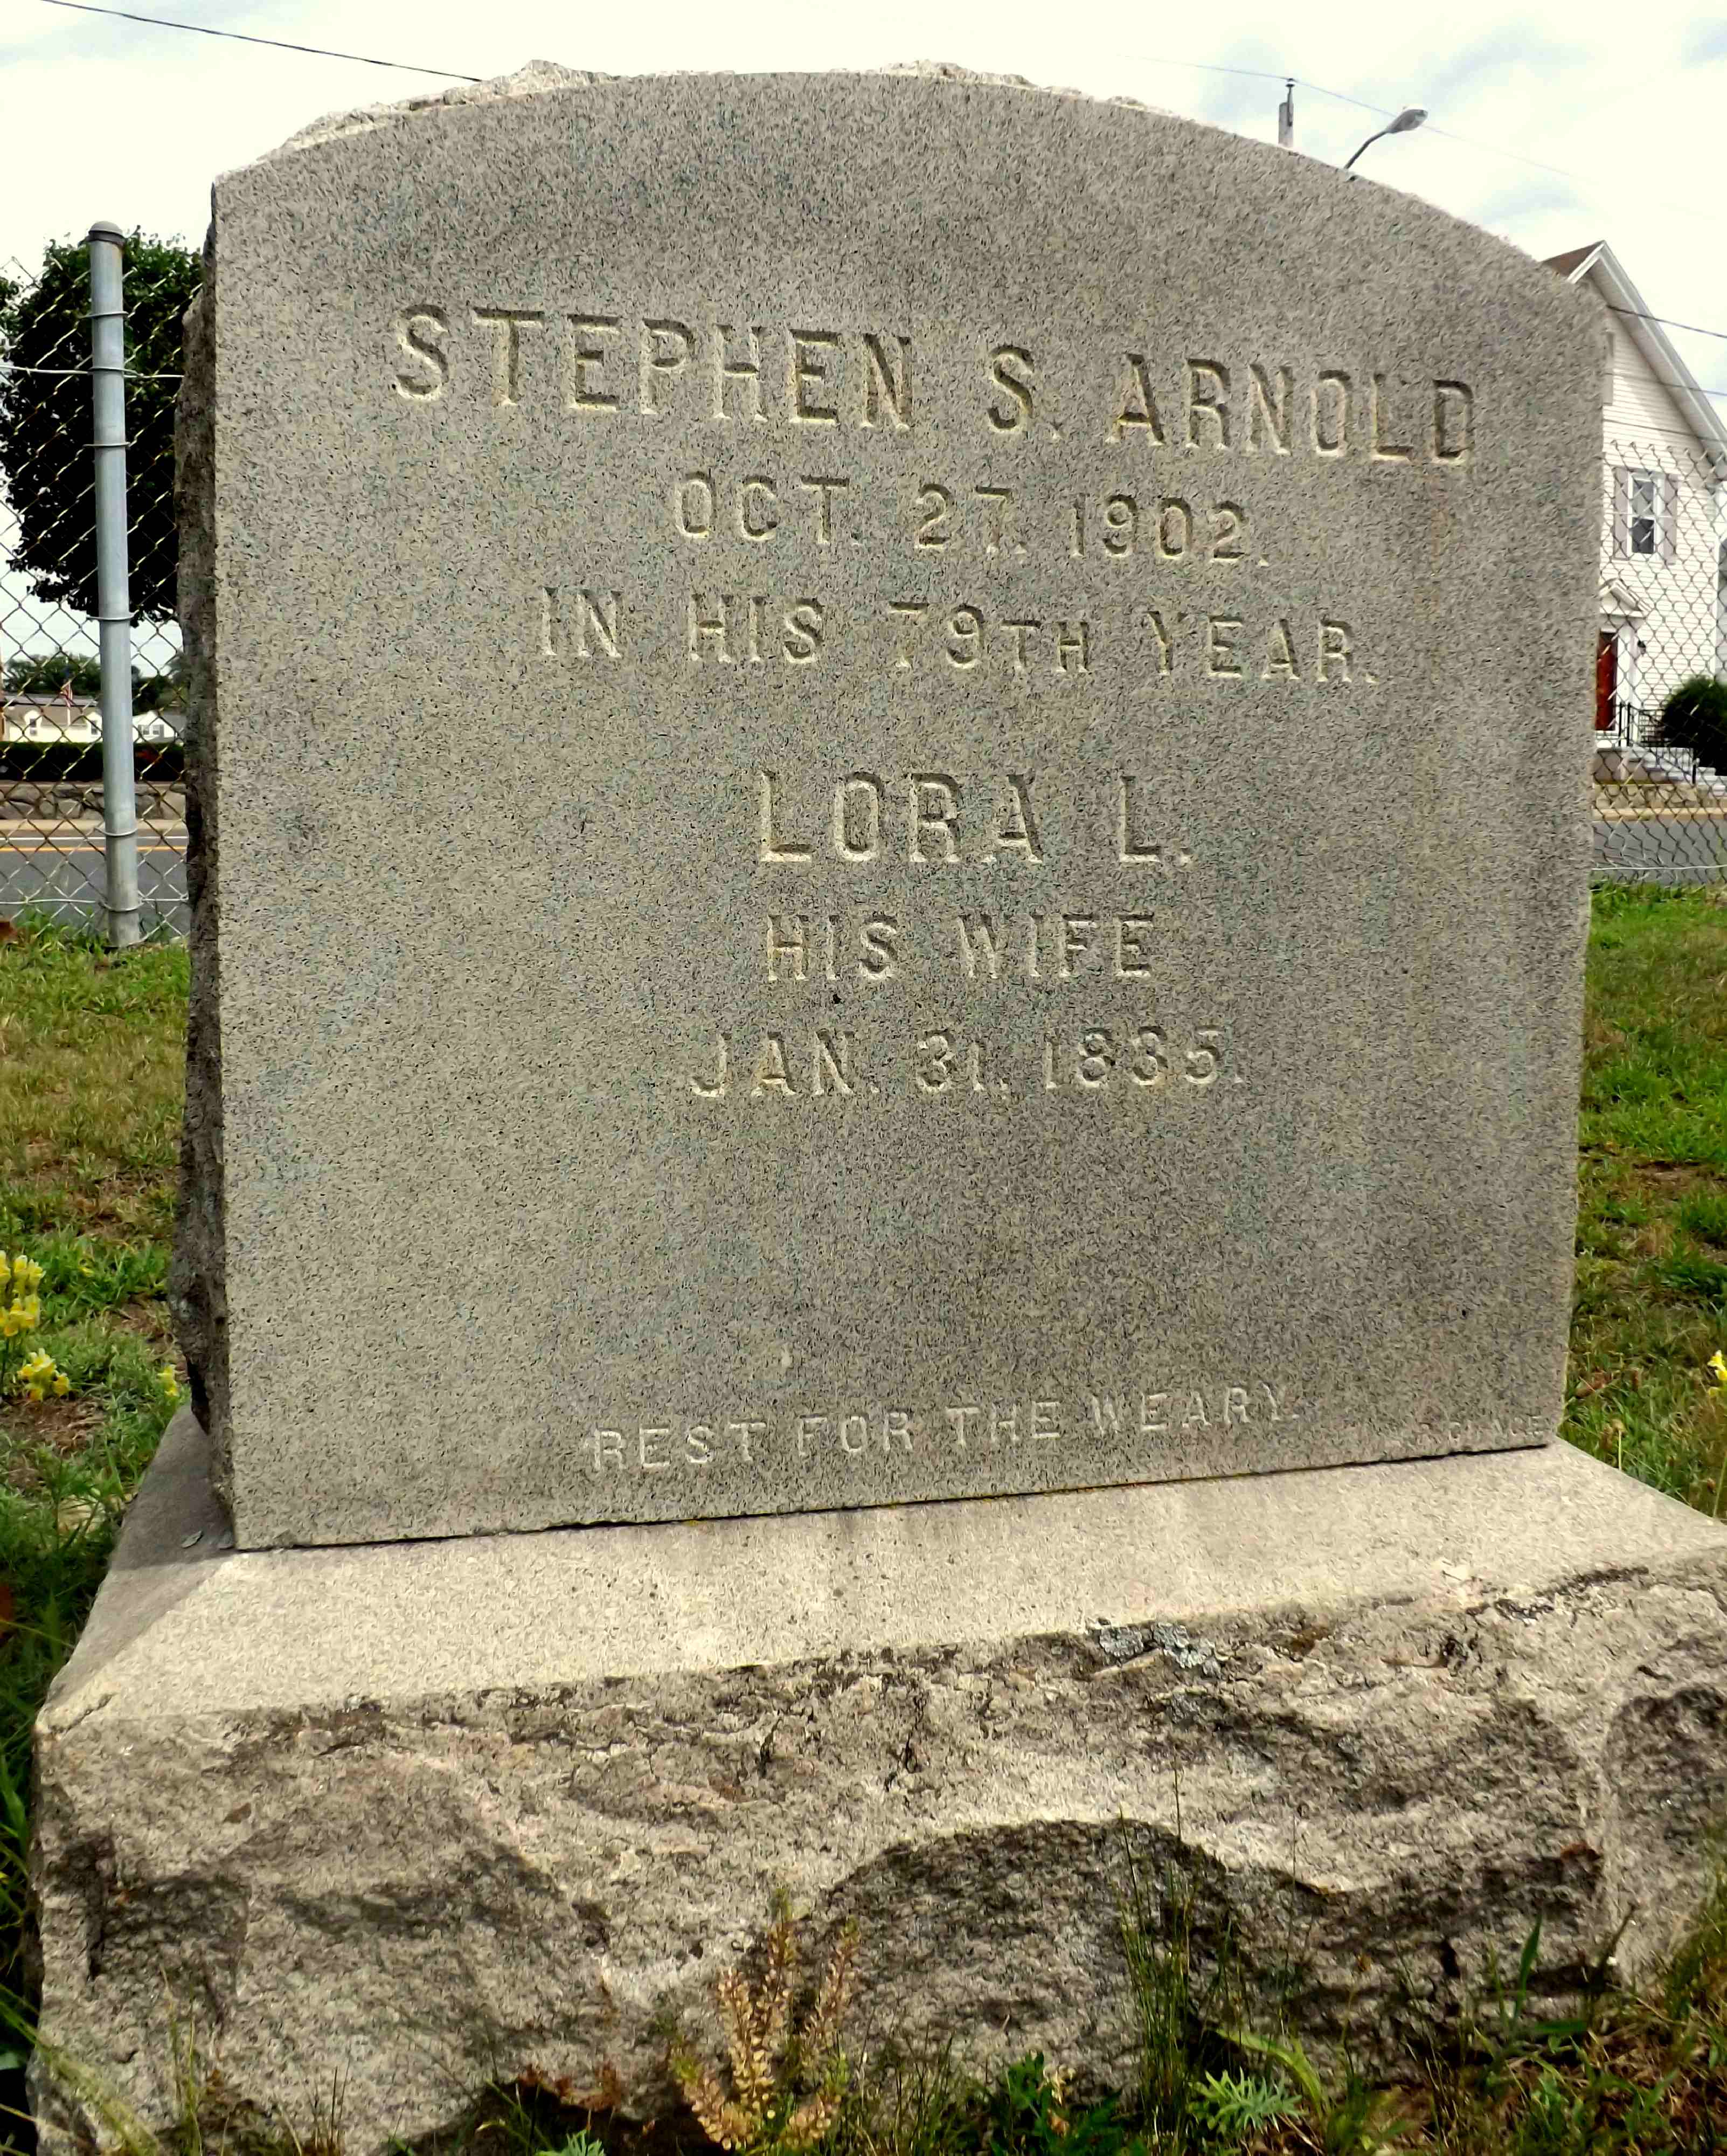 STEPHEN S. ARNOLD
OCT. 27. 1902.
IN HIS 79TH YEAR.
LORA L.
HIS WIFE
JAN. 31. 1835.
REST FOR THE WEARY.